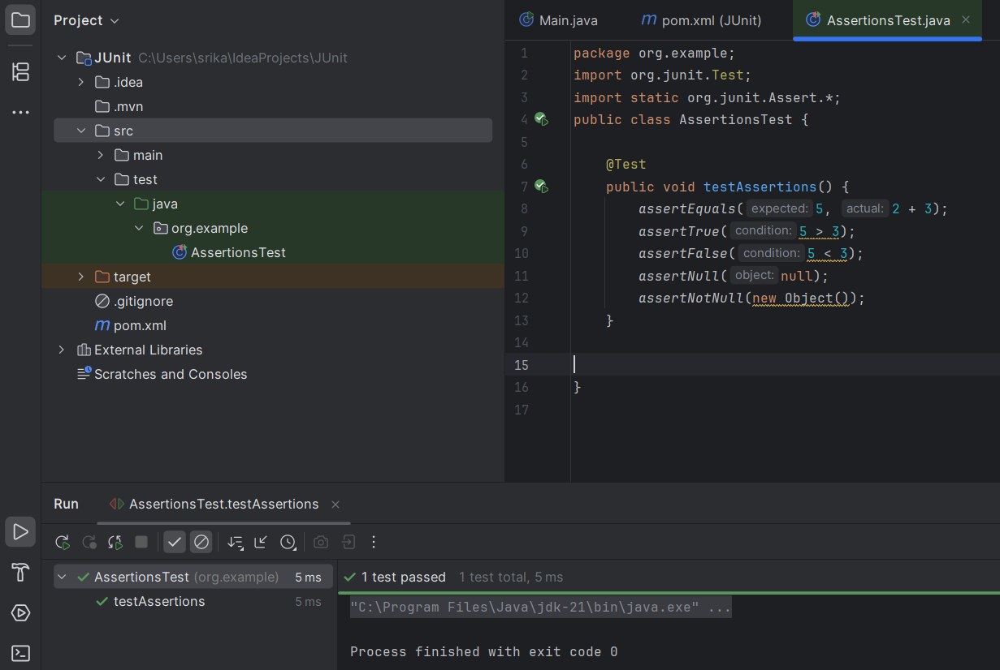 Project
JUnit C:\Users\srika\IdeaProjects\JUnit
.idea
.mvn
src
main
test
java
org.example
AssertionsTest
target
.gitignore
m pom.xml
External Libraries
Scratches and Consoles
Main.java m pom.xml (JUnit) AssertionsTest.java
1 package org.example;
2 import org.junit.Test;
3 import static org.junit.Assert.*;
4 public class AssertionsTest {
5
6 @Test
7 public void testAssertions() {
8 assertEquals( expected: 5, actual: 2 + 3);
9 assertTrue( condition: 5 > 3);
10 assertFalse( condition: 5 < 3);
11 assertNull( object: null);
12 assertNotNull(new Object());
13 }
14
15
16 }
17
Run AssertionsTest.testAssertions
AssertionsTest (org.example) 5 ms
testAssertions 5 ms
1 test passed 1 test total, 5 ms
"C:\Program Files\Java\jdk-21\bin\java.exe" ...
Process finished with exit code 0